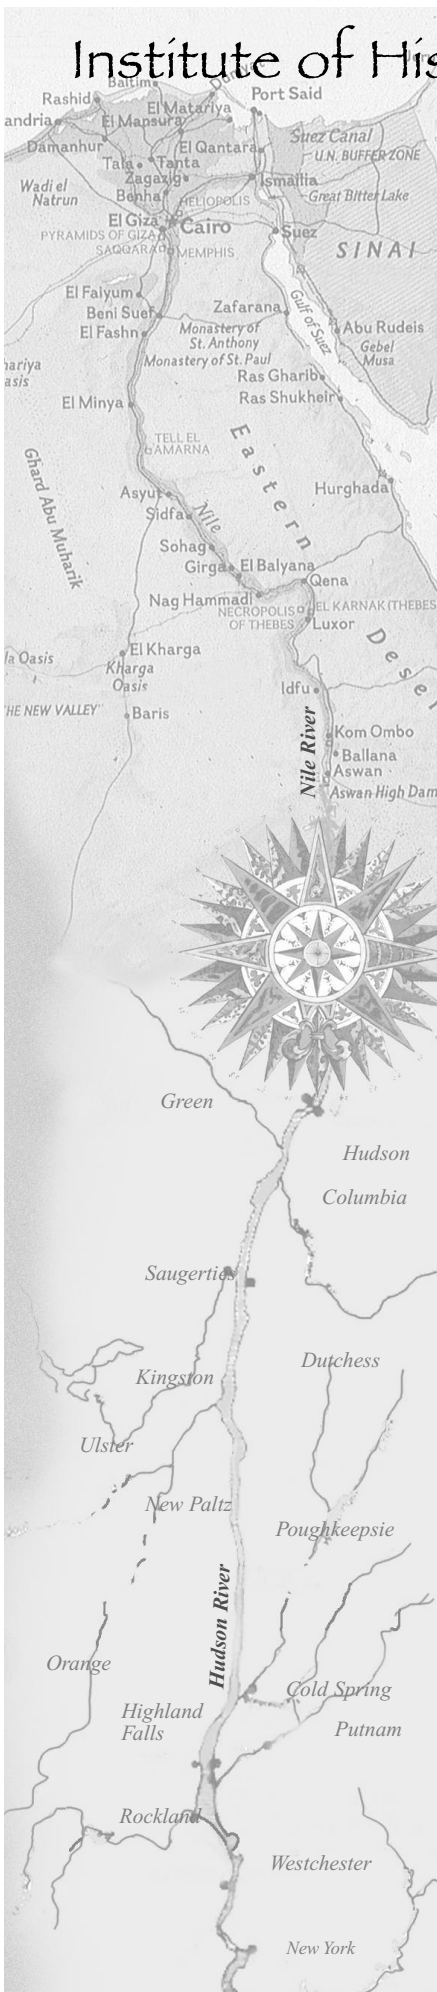 Institute of His
Baltim
Dumyat
Rashid
Port Said
El Matariya
andria
El Mansura
Suez Canal
Damanhur
El Qantara
U.N. BUFFER ZONE
Tala
Tanta
Zagazig
Ismailia
Wadi el
Natrun
Benha
HELIOPOLIS
Great Bitter Lake
El Giza
Cairo
Suez
PYRAMIDS OF GIZA
SAQQARA
MEMPHIS
SINAI
El Faiyum
Beni Suef
Zafarana
Gulf of Suez
El Fashn
Monastery of
St. Anthony
Abu Rudeis
Gebel
Musa
Monastery of St. Paul
hariya
asis
Ras Gharib
Ras Shukheir
El Minya
Eastern
TELL EL
AMARNA
Ghard Abu Muharik
Asyut
Hurghada
Sidfa
Nile
Sohag
Girga
El Balyana
Qena
Nag Hammadi
NECROPOLIS
OF THEBES
EL KARNAK (THEBES
Luxor
Deser
El Kharga
la Oasis
Kharga
Oasis
Idfu
HE NEW VALLEY"
Baris
Nile River
Kom Ombo
Ballana
Aswan
Aswan High Dam
Green
Hudson
Columbia
Saugerties
Dutchess
Kingston
Ulster
New Paltz
Poughkeepsie
Hudson River
Orange
Cold Spring
Highland
Falls
Putnam
Rockland
Westchester
New York